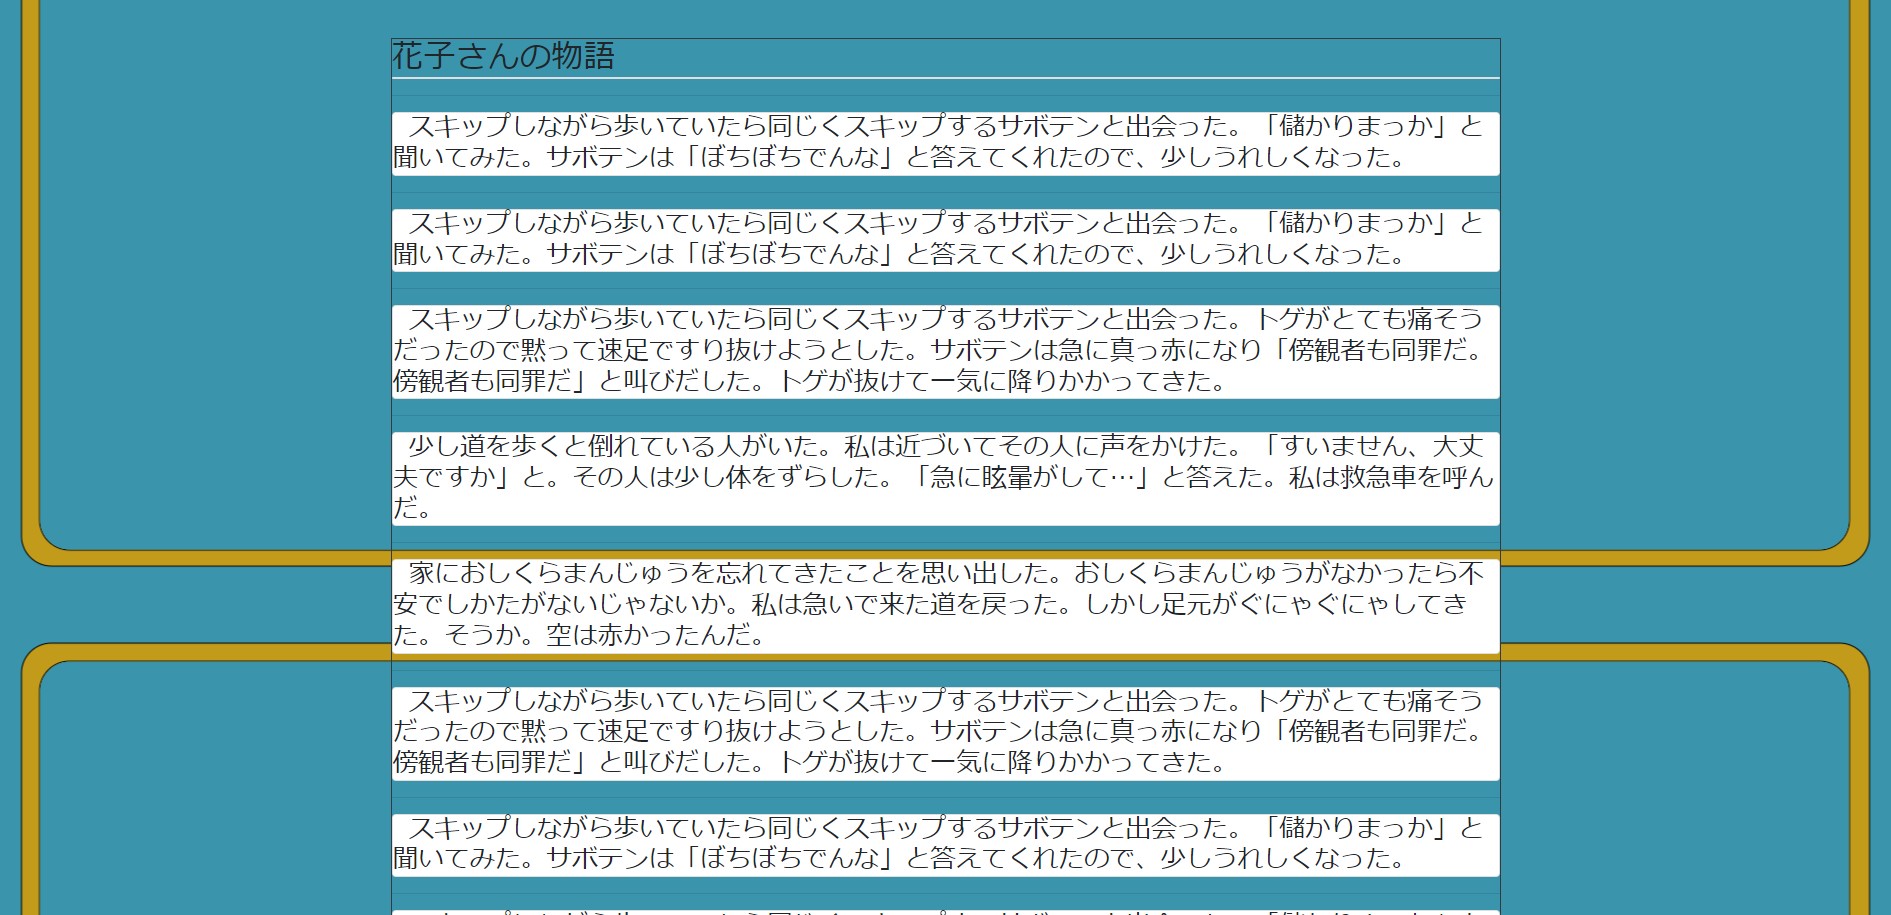 花子さんの物語
スキップしながら歩いていたら同じくスキップするサボテンと出会った。「儲かりまっか」と
聞いてみた。サボテンは「ぼちぼちでんな」と答えてくれたので、少しうれしくなった。
スキップしながら歩いていたら同じくスキップするサボテンと出会った。「儲かりまっか」と
聞いてみた。サボテンは「ぼちぼちでんな」と答えてくれたので、少しうれしくなった。
スキップしながら歩いていたら同じくスキップするサボテンと出会った。トゲがとても痛そう
だったので黙って速足ですり抜けようとした。サボテンは急に真っ赤になり「傍観者も同罪だ。
傍観者も同罪だ」と叫びだした。トゲが抜けて一気に降りかかってきた。
少し道を歩くと倒れている人がいた。私は近づいてその人に声をかけた。「すいません、大丈
夫ですか」と。その人は少し体をずらした。「急に眩暈がして…」と答えた。私は救急車を呼ん
だ。
家におしくらまんじゅうを忘れてきたことを思い出した。おしくらまんじゅうがなかったら不
安でしかたがないじゃないか。私は急いで来た道を戻った。しかし足元がぐにゃぐにゃしてき
た。そうか。空は赤かったんだ。
スキップしながら歩いていたら同じくスキップするサボテンと出会った。トゲがとても痛そう
だったので黙って速足ですり抜けようとした。サボテンは急に真っ赤になり「傍観者も同罪だ。
傍観者も同罪だ」と叫びだした。トゲが抜けて一気に降りかかってきた。
スキップしながら歩いていたら同じくスキップするサボテンと出会った。「儲かりまっか」と
聞いてみた。サボテンは「ぼちぼちでんな」と答えてくれたので、少しうれしくなった。